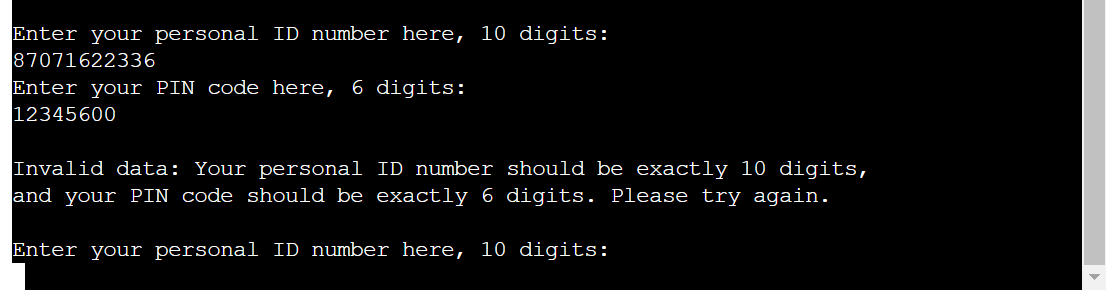 Enter your personal ID number here, 10 digits:
87071622336
Enter your PIN code here, 6 digits:
12345600
Invalid data: Your personal ID number should be exactly 10 digits,
and your PIN code should be exactly 6 digits. Please try again.
Enter your personal ID number here, 10 digits: